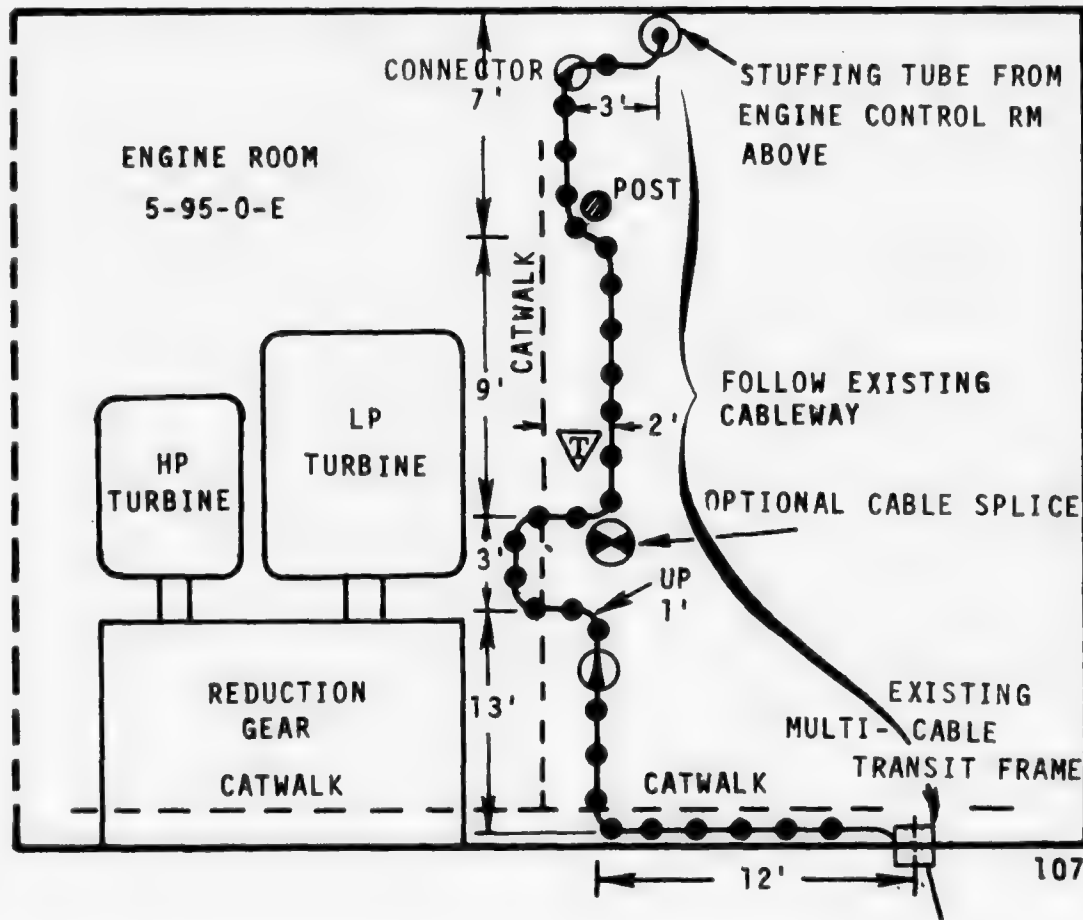 CONNECTOR
7'
3'
STUFFING TUBE FROM
ENGINE CONTROL RM
ABOVE
ENGINE ROOM
5-95-0-E
POST
CATWALK
9'
LP
TURBINE
HP
TURBINE
2'
T
FOLLOW EXISTING
CABLEWAY
OPTIONAL CABLE SPLICE
3'
UP
1'
REDUCTION
GEAR
13'
EXISTING
MULTI-CABLE
TRANSIT FRAME
CATWALK
CATWALK
12'
107